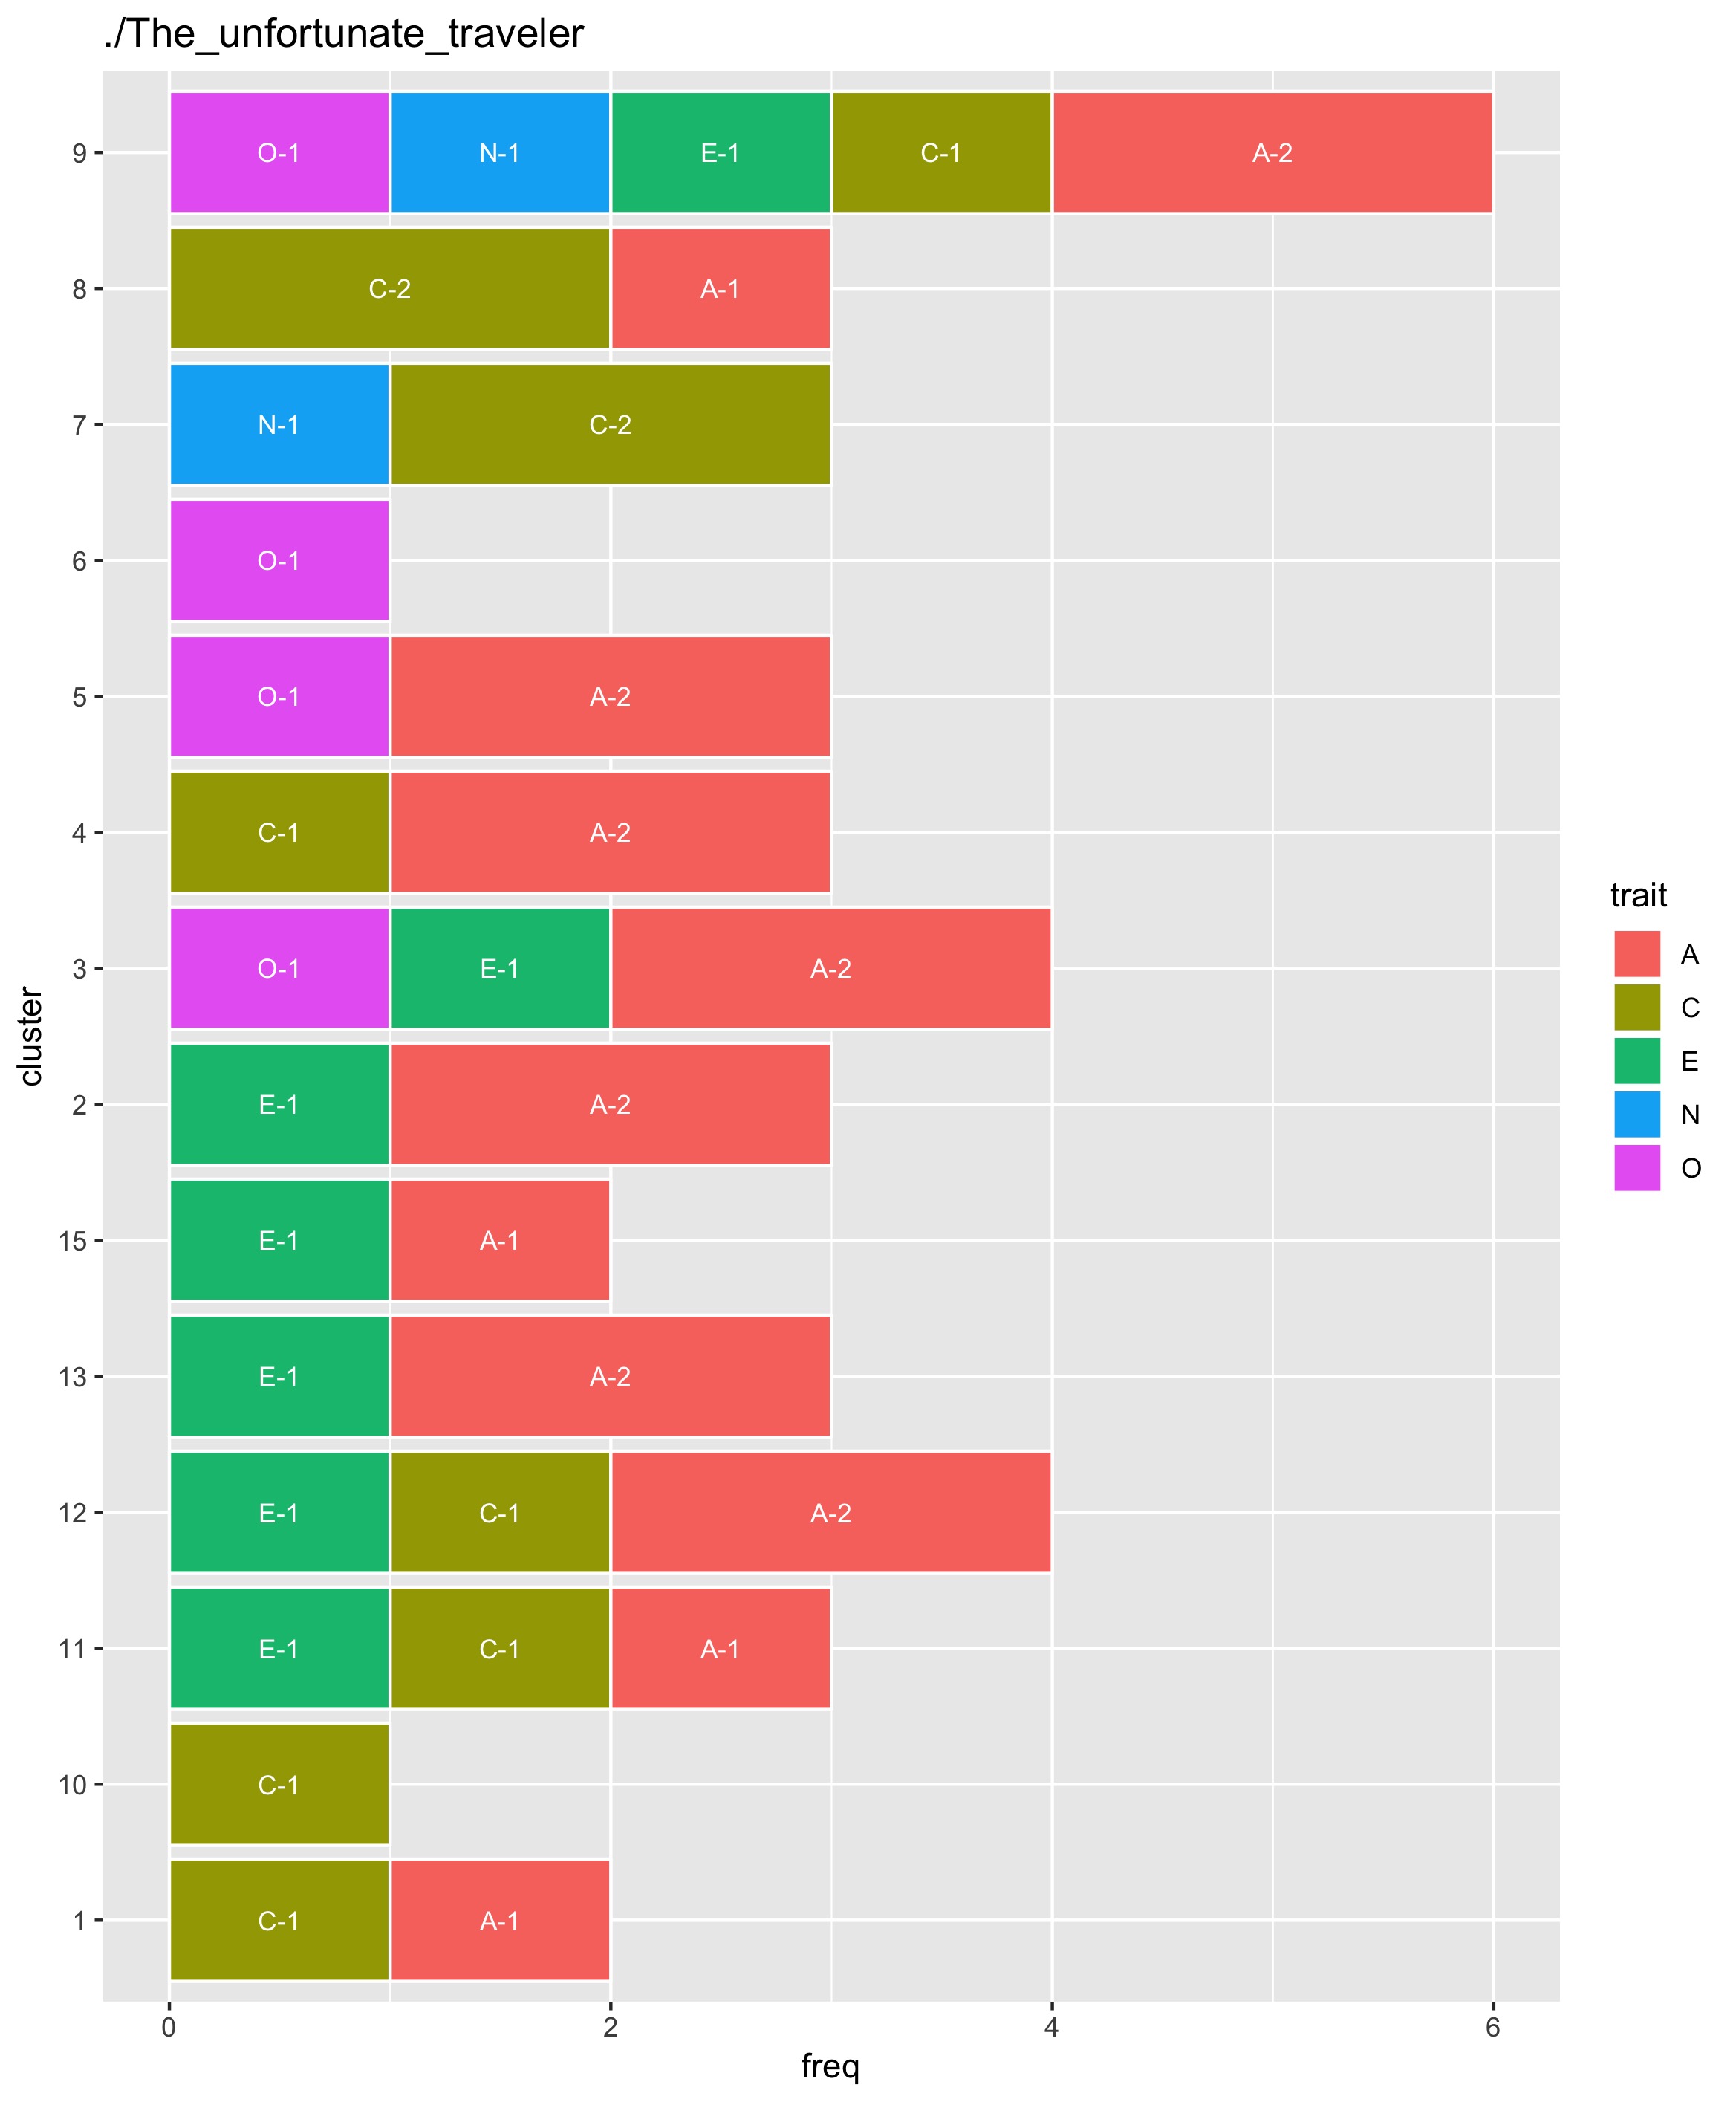 ./The_unfortunate_traveler
9
O-1 N-1 E-1 C-1 A-2
8
C-2 A-1
7
N-1 C-2
6
O-1
5
O-1 A-2
4
C-1 A-2
3
O-1 E-1 A-2
2
E-1 A-2
15
E-1 A-1
13
E-1 A-2
12
E-1 C-1 A-2
11
E-1 C-1 A-1
10
C-1
1
C-1 A-1
0 2 4 6
freq
cluster
trait
A
C
E
N
O